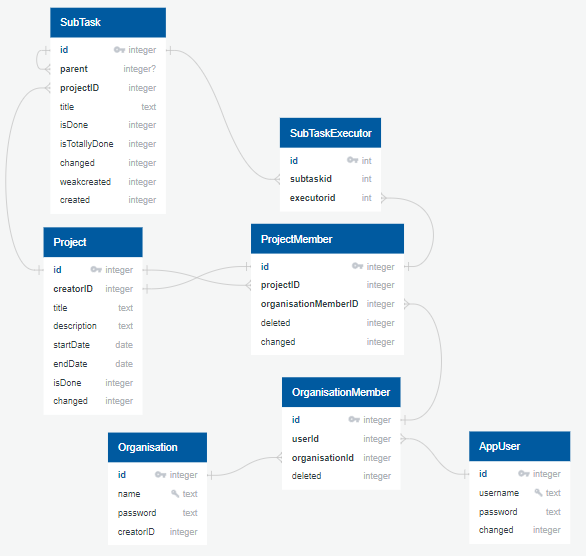 SubTask
id integer
parent integer?
projectID integer
title text
isDone integer
isTotallyDone integer
changed integer
weakcreated integer
created integer
SubTaskExecutor
id int
subtaskid int
executorid int
Project
id integer
creatorID integer
title text
description text
startDate date
endDate date
isDone integer
changed integer
ProjectMember
id integer
projectID integer
organisationMemberID integer
deleted integer
changed integer
OrganisationMember
id integer
userId integer
organisationId integer
deleted integer
Organisation
id integer
name text
password text
creatorID integer
AppUser
id integer
username text
password text
changed integer